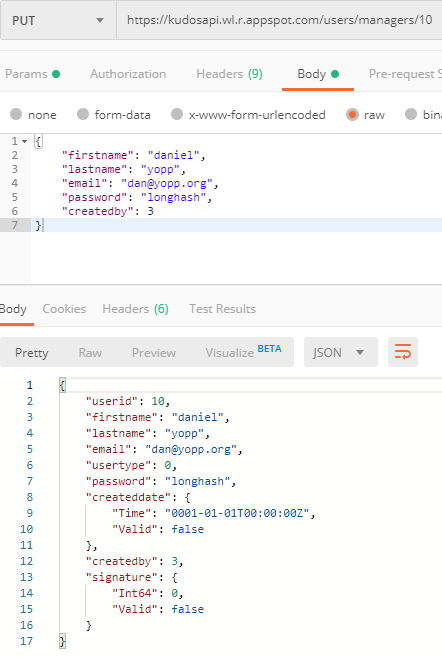 PUT https://kudosapi.wl.r.appspot.com/users/managers/10
Params Authorization Headers (9) Body Pre-request S
none form-data x-www-form-urlencoded raw bina
1 {
2 "firstname": "daniel",
3 "lastname": "yopp",
4 "email": "dan@yopp.org",
5 "password": "longhash",
6 "createdby": 3
7 }
Body Cookies Headers (6) Test Results
Pretty Raw Preview Visualize BETA JSON
1 {
2 "userid": 10,
3 "firstname": "daniel",
4 "lastname": "yopp",
5 "email": "dan@yopp.org",
6 "usertype": 0,
7 "password": "longhash",
8 "createddate": {
9 "Time": "0001-01-01T00:00:00Z",
10 "Valid": false
11 },
12 "createdby": 3,
13 "signature": {
14 "Int64": 0,
15 "Valid": false
16 }
17 }